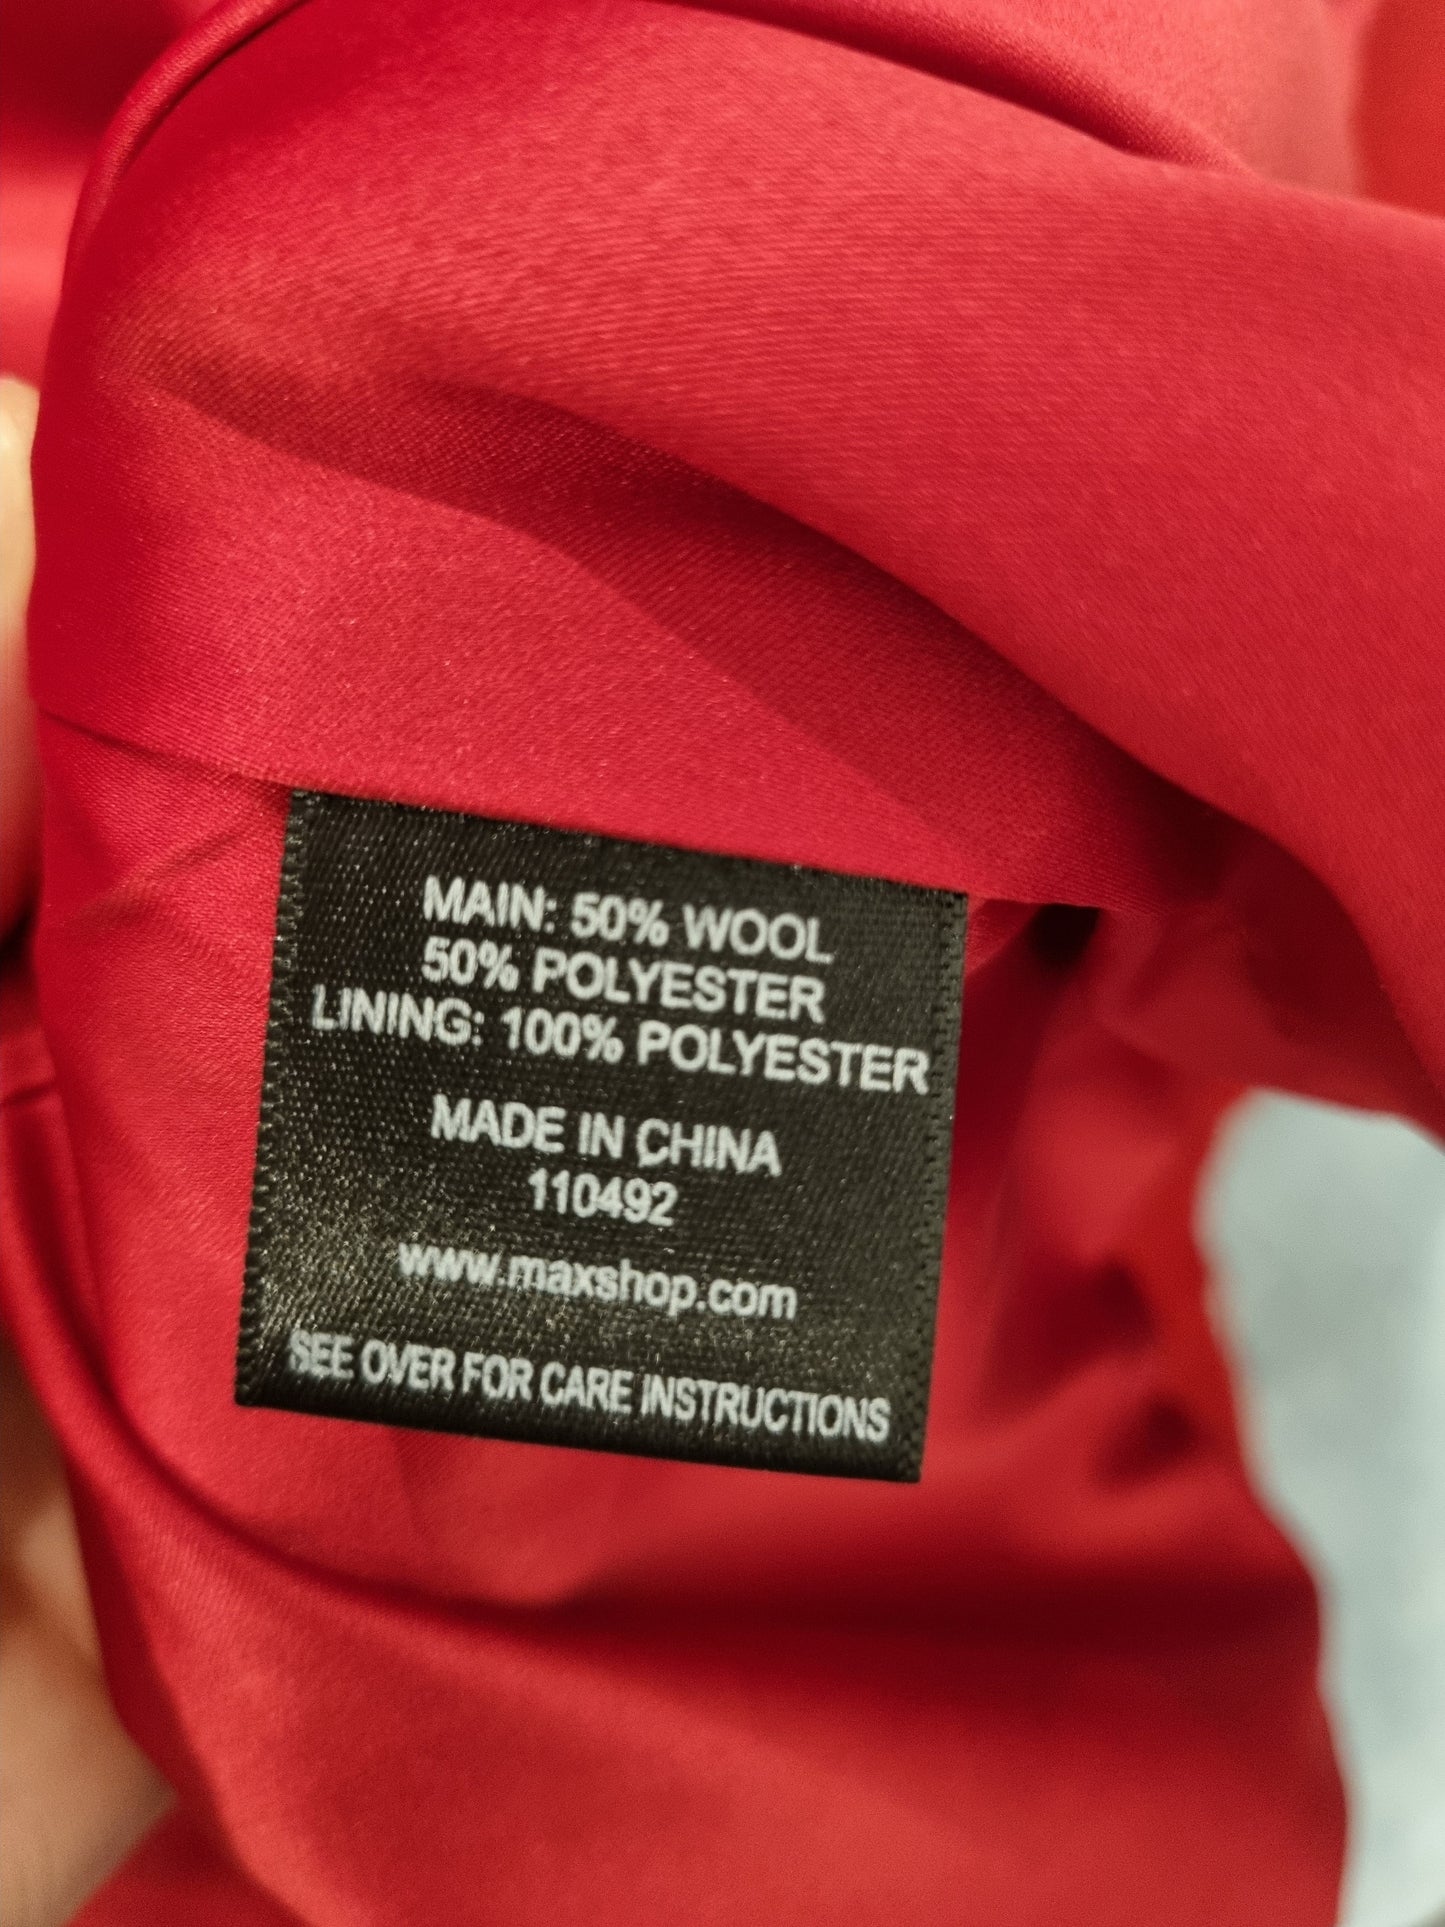 MAIN: 50% WOOL
50% POLYESTER
LINING: 100% POLYESTER
MADE IN CHINA
110492
www.maxshop.com
SEE OVER FOR CARE INSTRUCTIONS